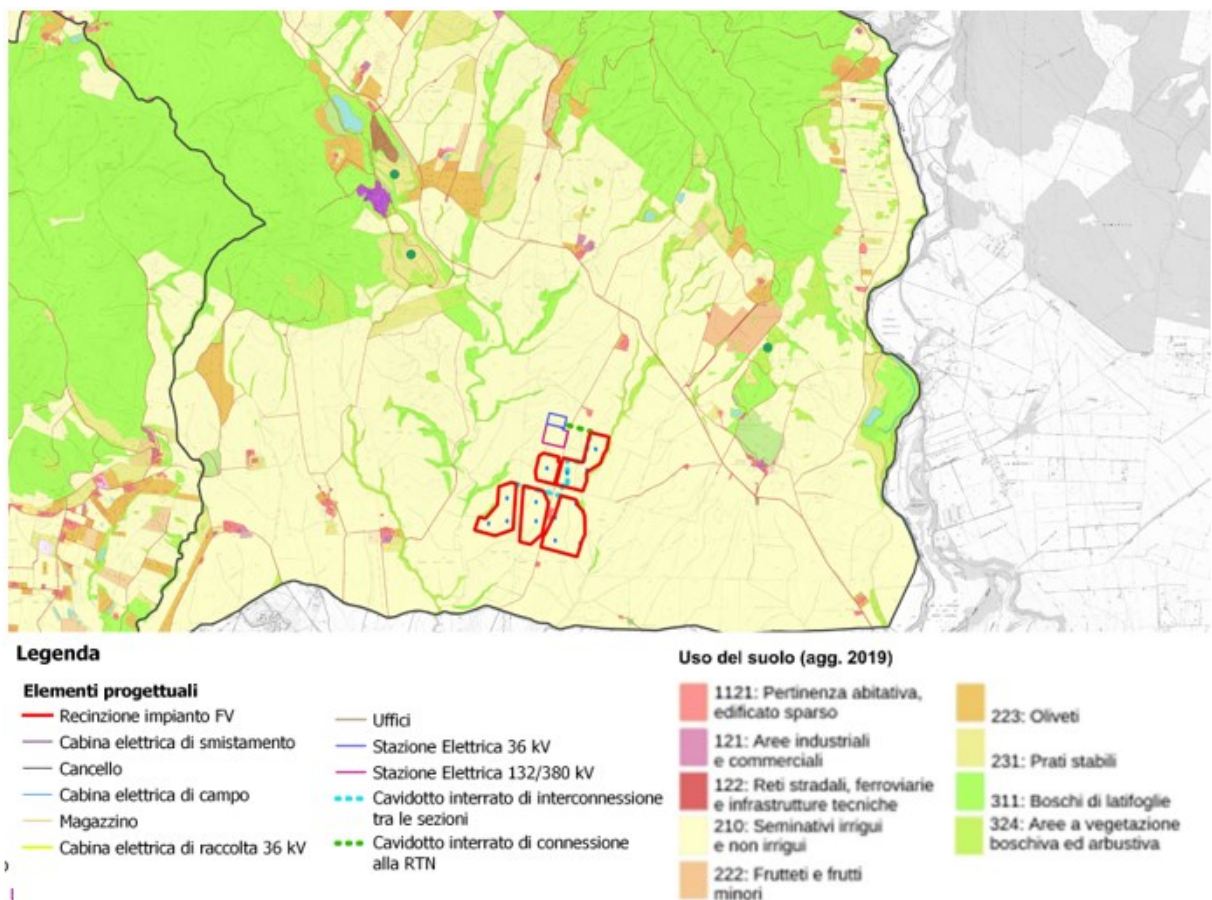 Legenda
Elementi progettuali
Recinzione impianto FV
Cabina elettrica di smistamento
Cancello
Cabina elettrica di campo
Magazzino
Cabina elettrica di raccolta 36 kV
Uffici
Stazione Elettrica 36 kV
Stazione Elettrica 132/380 kV
Cavidotto interrato di interconnessione
tra le sezioni
Cavidotto interrato di connessione
alla RTN
Uso del suolo (agg. 2019)
1121: Pertinenza abitativa,
edificato sparso
121: Aree industriali
e commerciali
122: Reti stradali, ferroviarie
e infrastrutture tecniche
210: Seminativi irrigui
e non irrigui
222: Frutteti e frutti
minori
223: Oliveti
231: Prati stabili
311: Boschi di latifoglie
324: Aree a vegetazione
boschiva ed arbustiva